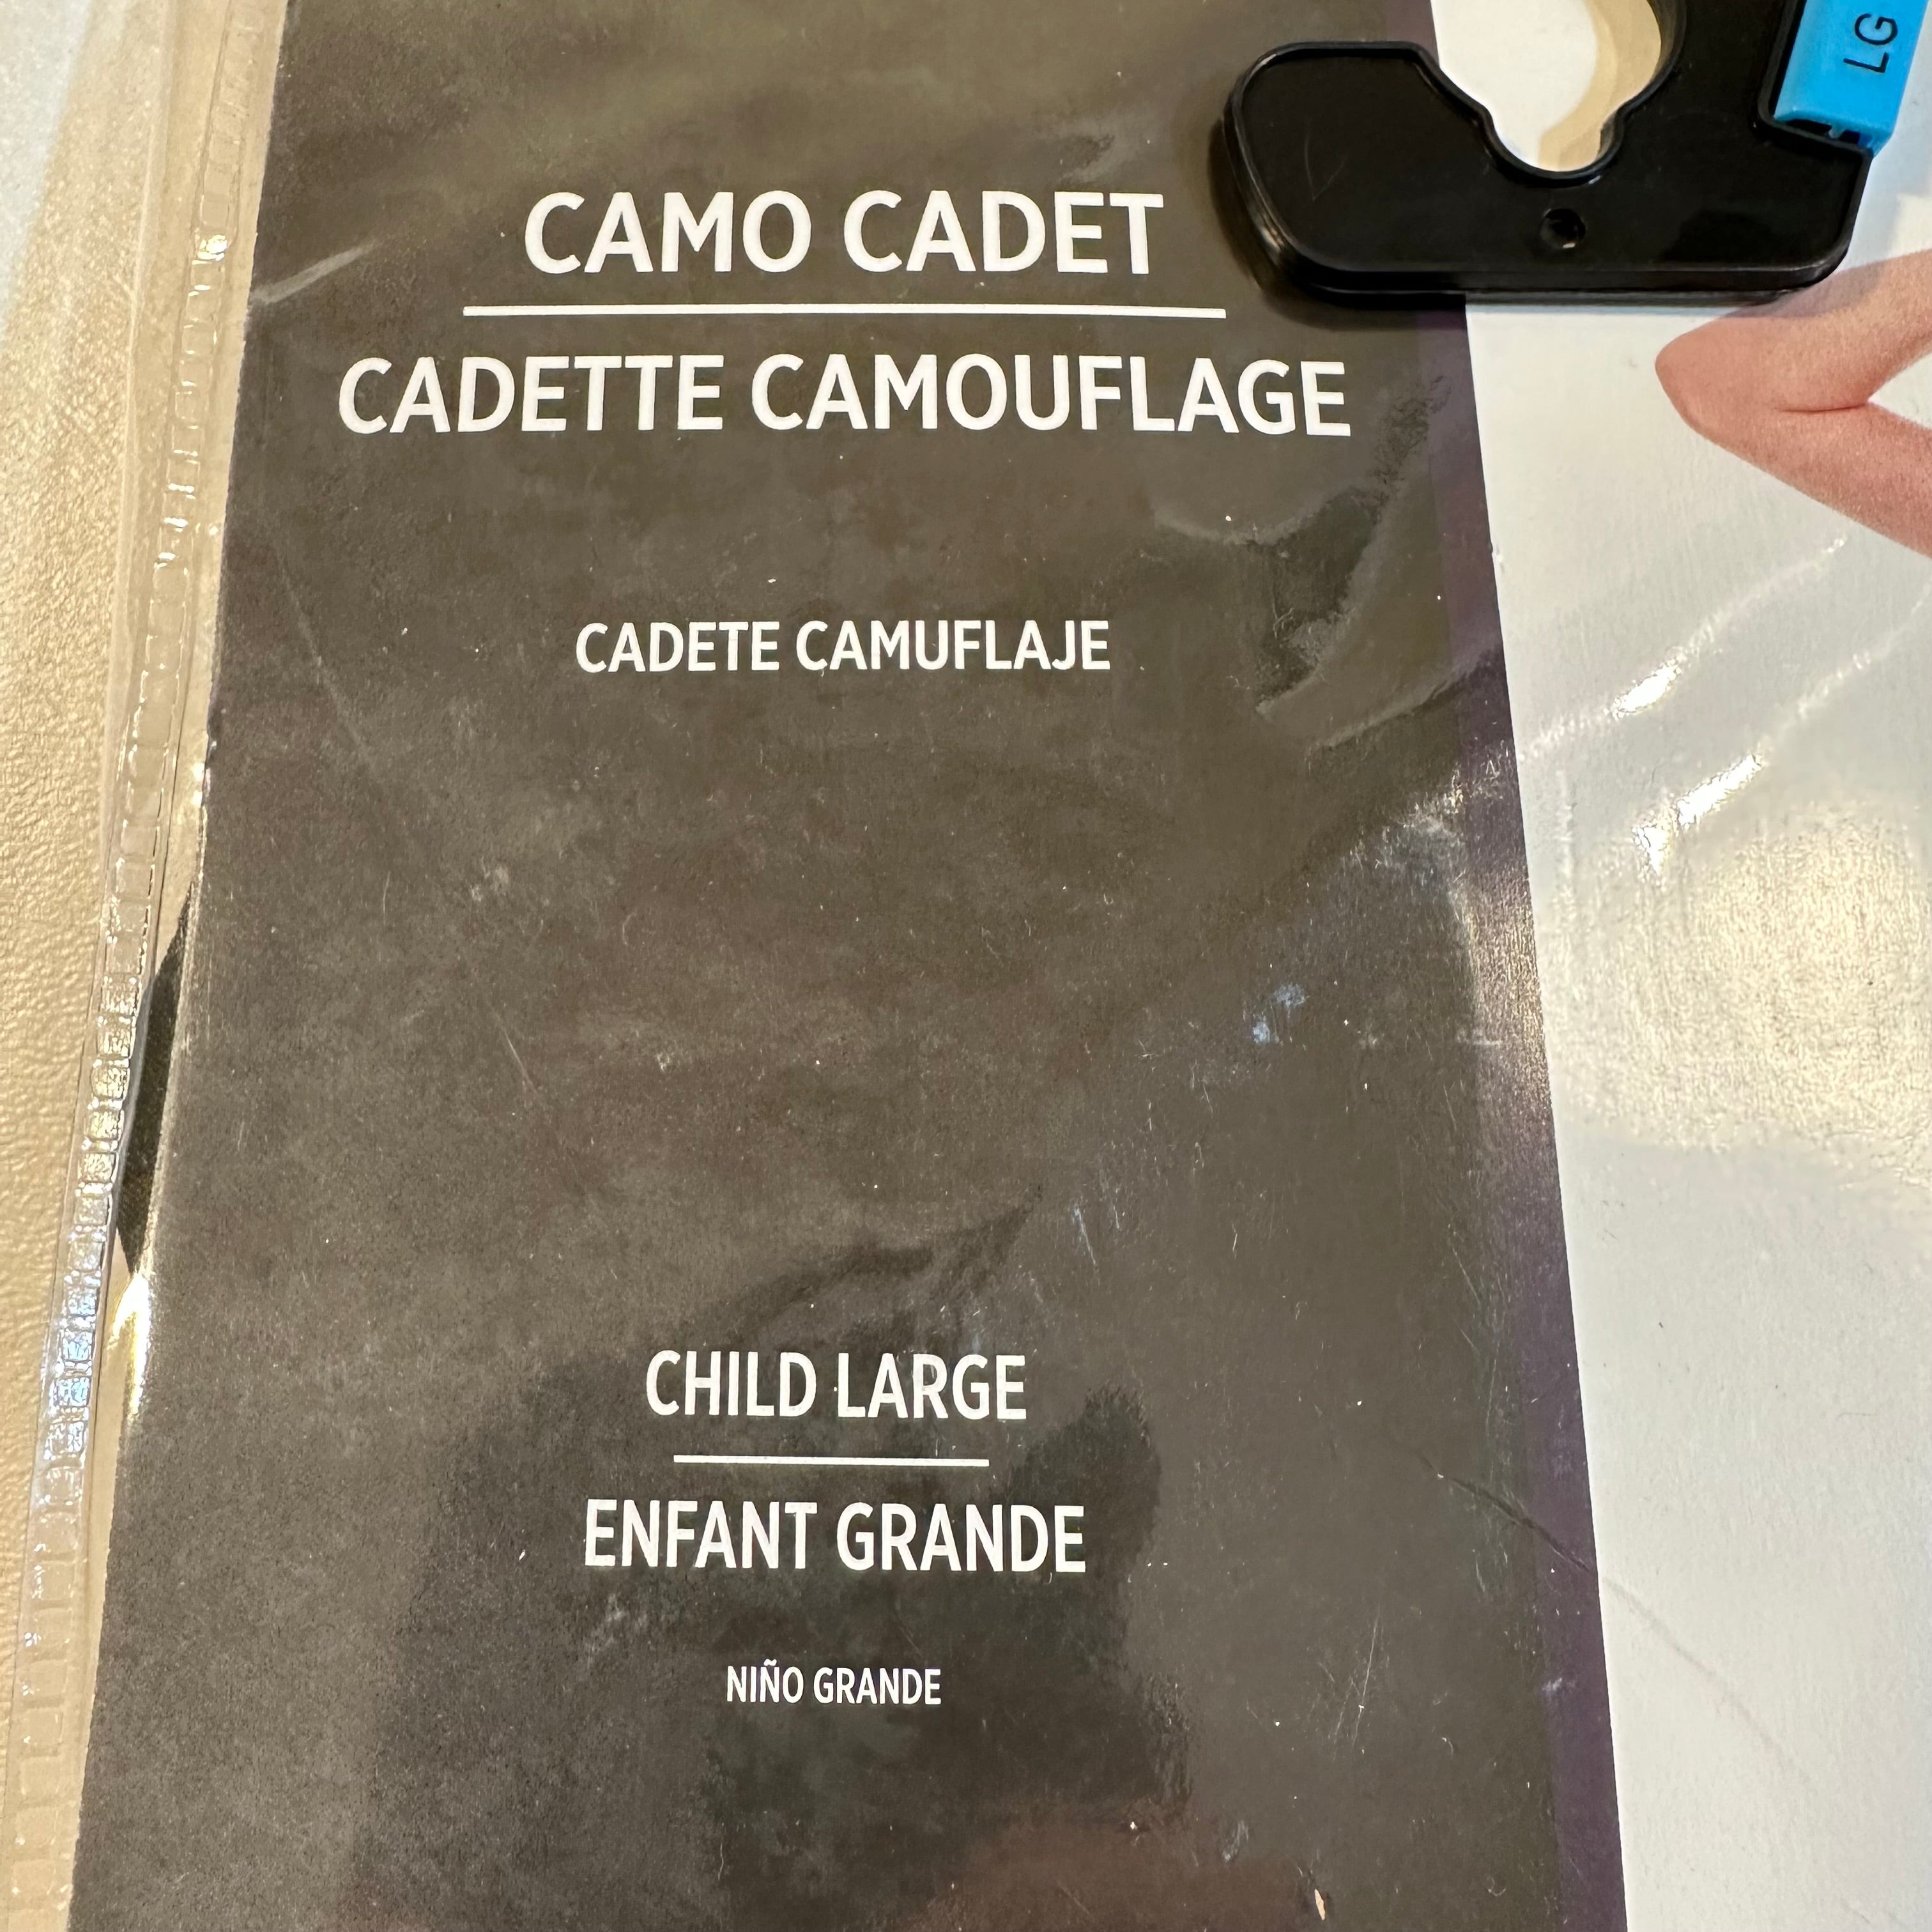 LG
CAMO CADET
CADETTE CAMOUFLAGE
CADETE CAMUFLAJE
CHILD LARGE
ENFANT GRANDE
NIÑO GRANDE